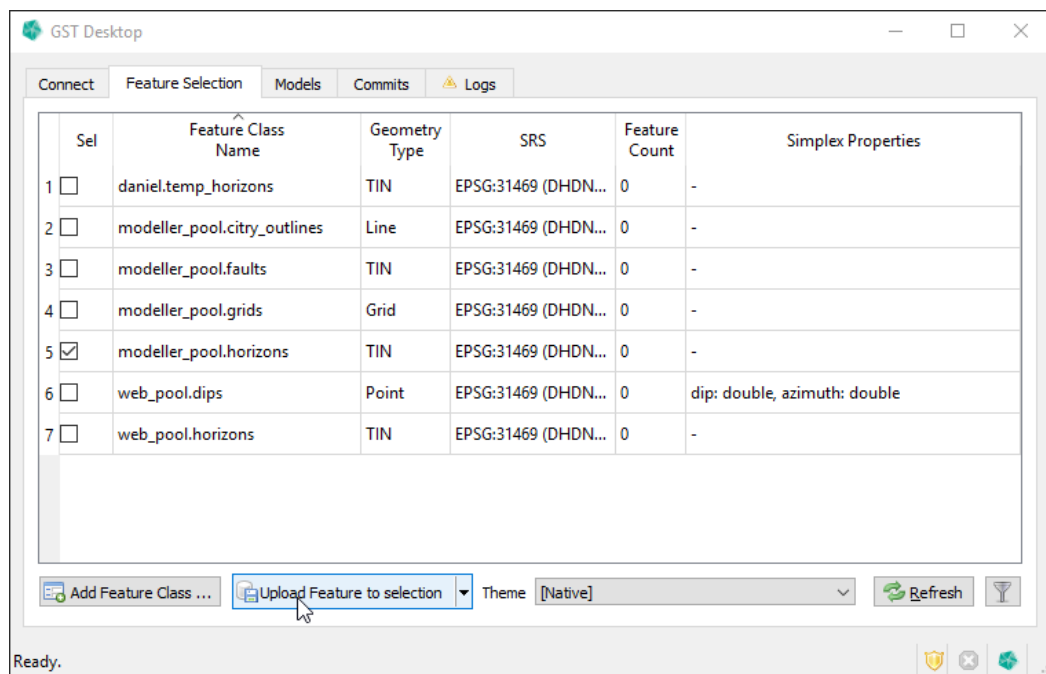 GST Desktop
Connect Feature Selection Models Commits Logs
Sel Feature Class Name Geometry Type SRS Feature Count Simplex Properties
1 daniel.temp_horizons TIN EPSG:31469 (DHDN... 0 -
2 modeller_pool.citry_outlines Line EPSG:31469 (DHDN... 0 -
3 modeller_pool.faults TIN EPSG:31469 (DHDN... 0 -
4 modeller_pool.grids Grid EPSG:31469 (DHDN... 0 -
5 modeller_pool.horizons TIN EPSG:31469 (DHDN... 0 -
6 web_pool.dips Point EPSG:31469 (DHDN... 0 dip: double, azimuth: double
7 web_pool.horizons TIN EPSG:31469 (DHDN... 0 -
Add Feature Class ... Upload Feature to selection Theme [Native] Refresh
Ready.